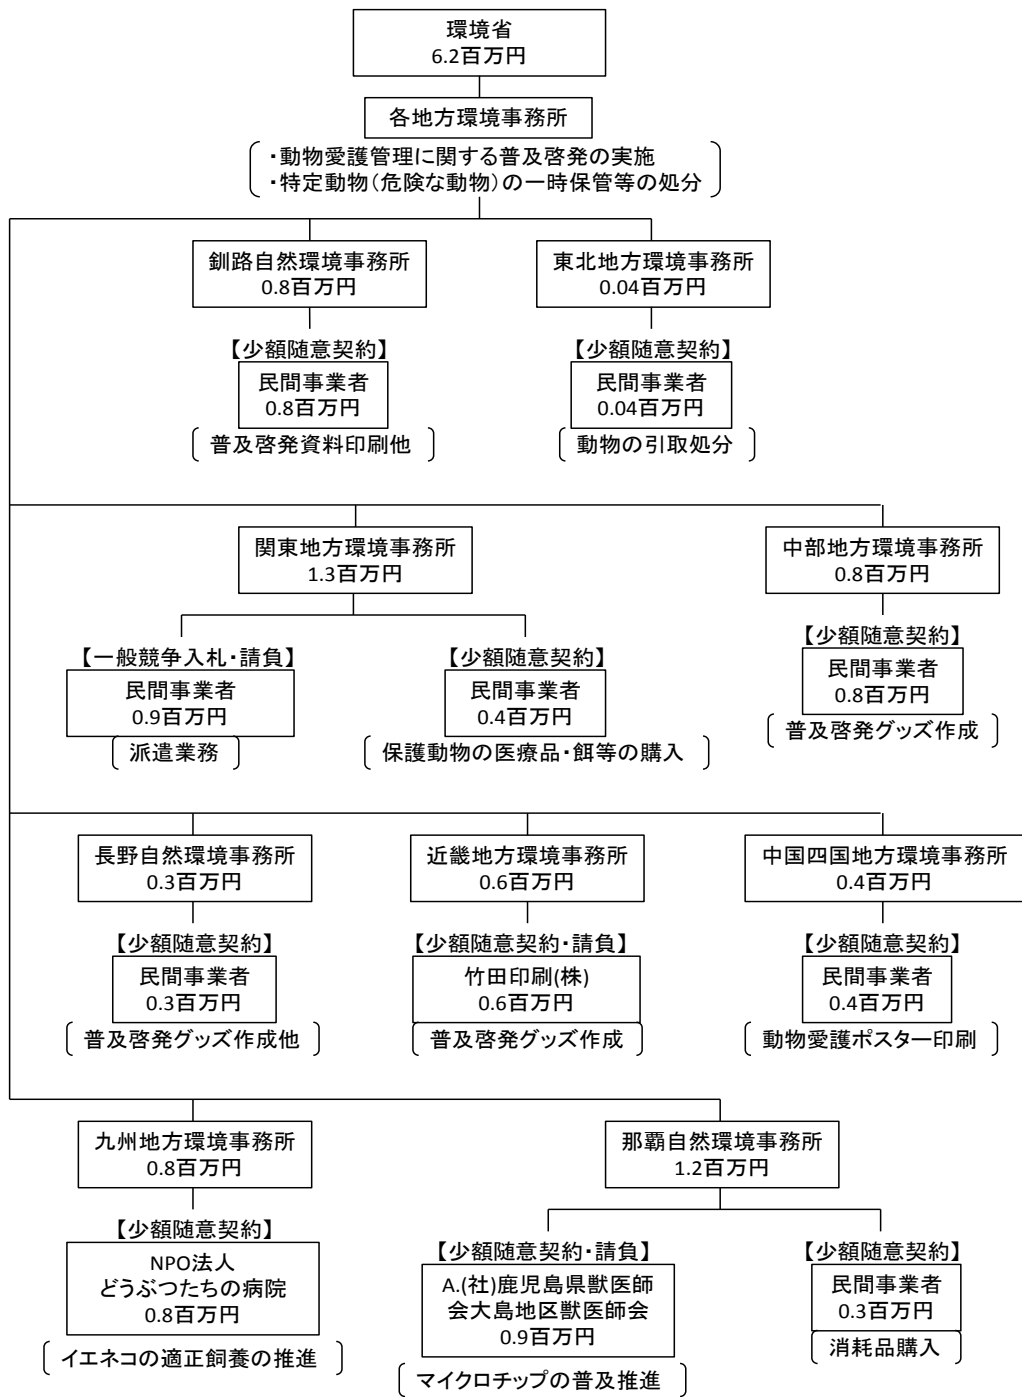 環境省
6.2百万円
各地方環境事務所
・動物愛護管理に関する普及啓発の実施
・特定動物(危険な動物)の一時保管等の処分
釧路自然環境事務所
0.8百万円
東北地方環境事務所
0.04百万円
【少額随意契約】
民間事業者
0.8百万円
普及啓発資料印刷他
【少額随意契約】
民間事業者
0.04百万円
動物の引取処分
関東地方環境事務所
1.3百万円
中部地方環境事務所
0.8百万円
【一般競争入札・請負】
民間事業者
0.9百万円
派遣業務
【少額随意契約】
民間事業者
0.4百万円
保護動物の医療品・餌等の購入
【少額随意契約】
民間事業者
0.8百万円
普及啓発グッズ作成
長野自然環境事務所
0.3百万円
近畿地方環境事務所
0.6百万円
中国四国地方環境事務所
0.4百万円
【少額随意契約】
民間事業者
0.3百万円
普及啓発グッズ作成他
【少額随意契約・請負】
竹田印刷(株)
0.6百万円
普及啓発グッズ作成
【少額随意契約】
民間事業者
0.4百万円
動物愛護ポスター印刷
九州地方環境事務所
0.8百万円
那覇自然環境事務所
1.2百万円
【少額随意契約】
NPO法人
どうぶつたちの病院
0.8百万円
イエネコの適正飼養の推進
【少額随意契約・請負】
A.(社)鹿児島県獣医師
会大島地区獣医師会
0.9百万円
マイクロチップの普及推進
【少額随意契約】
民間事業者
0.3百万円
消耗品購入